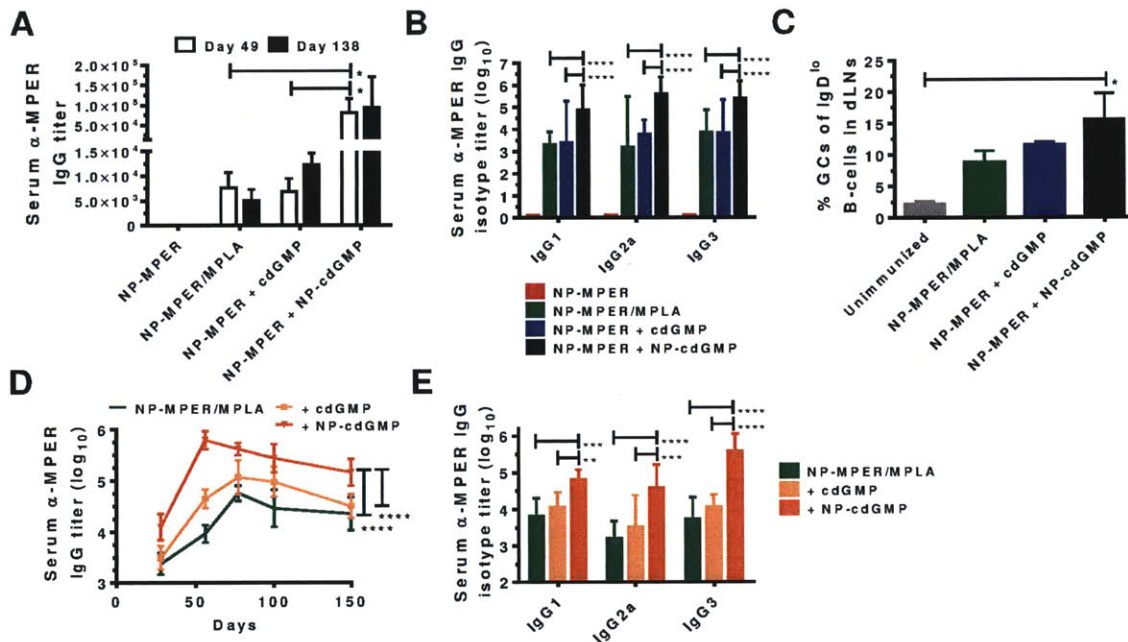 A
Day 49 Day 138
Serum α-MPER
IgG titer
2.0×10⁵
1.5×10⁵
1.0×10⁵
5.0×10⁴
1.5×10⁴
1.0×10⁴
5.0×10³
0
*
*
NP-MPER
NP-MPER/MPLA
NP-MPER + cdGMP
NP-MPER + NP-cdGMP
B
Serum α-MPER IgG
isotype titer (log₁₀)
7
6
5
4
3
2
1
0
**** **** ****
**** **** ****
IgG1 IgG2a IgG3
NP-MPER
NP-MPER/MPLA
NP-MPER + cdGMP
NP-MPER + NP-cdGMP
C
% GCs of IgDˡᵒ
B-cells in dLNs
25
20
15
10
5
0
*
Unimmunized
NP-MPER/MPLA
NP-MPER + cdGMP
NP-MPER + NP-cdGMP
D
NP-MPER/MPLA + cdGMP
+ NP-cdGMP
Serum α-MPER
IgG titer (log₁₀)
6
5
4
3
0 50 100 150
Days
****
****
E
Serum α-MPER IgG
isotype titer (log₁₀)
7
6
5
4
3
2
*** **** ****
** *** ****
IgG1 IgG2a IgG3
NP-MPER/MPLA
+ cdGMP
+ NP-cdGMP